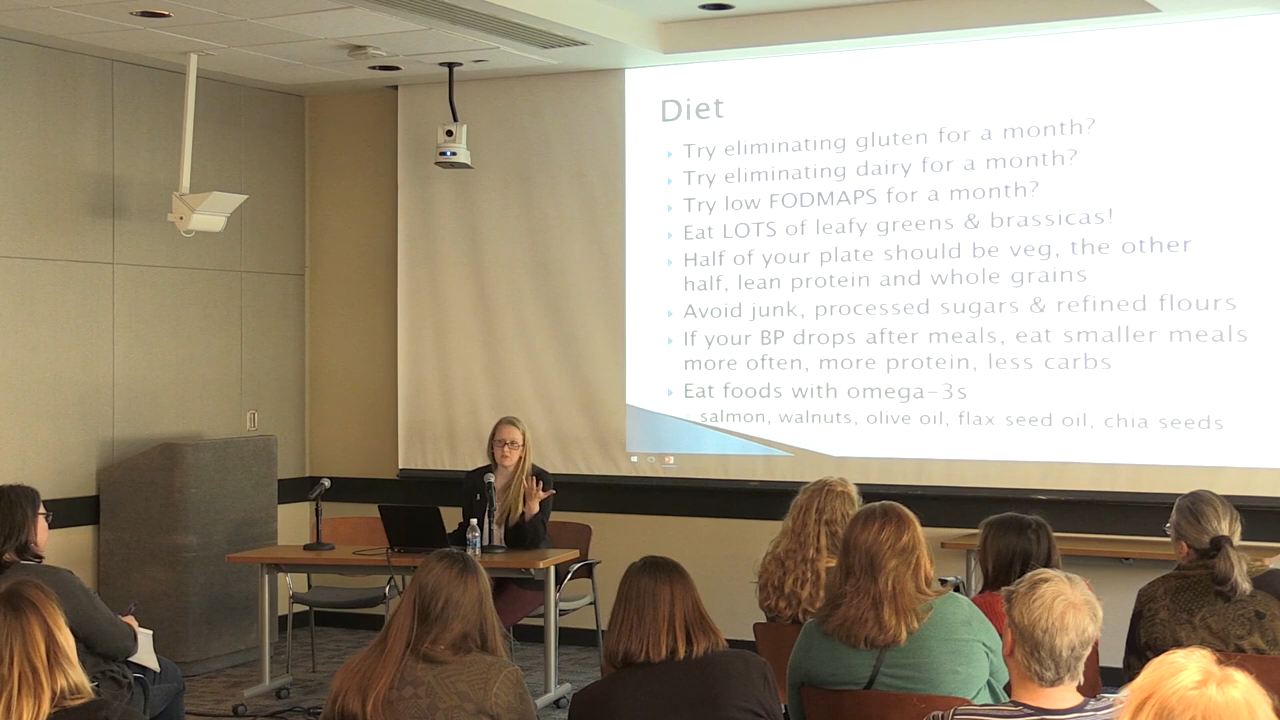 Diet
Try eliminating gluten for a month?
Try eliminating dairy for a month?
Try low FODMAPS for a month?
Eat LOTS of leafy greens & brassicas!
Half of your plate should be veg, the other
half, lean protein and whole grains
Avoid junk, processed sugars & refined flours
If your BP drops after meals, eat smaller meals
more often, more protein, less carbs
Eat foods with omega-3s
salmon, walnuts, olive oil, flax seed oil, chia seeds